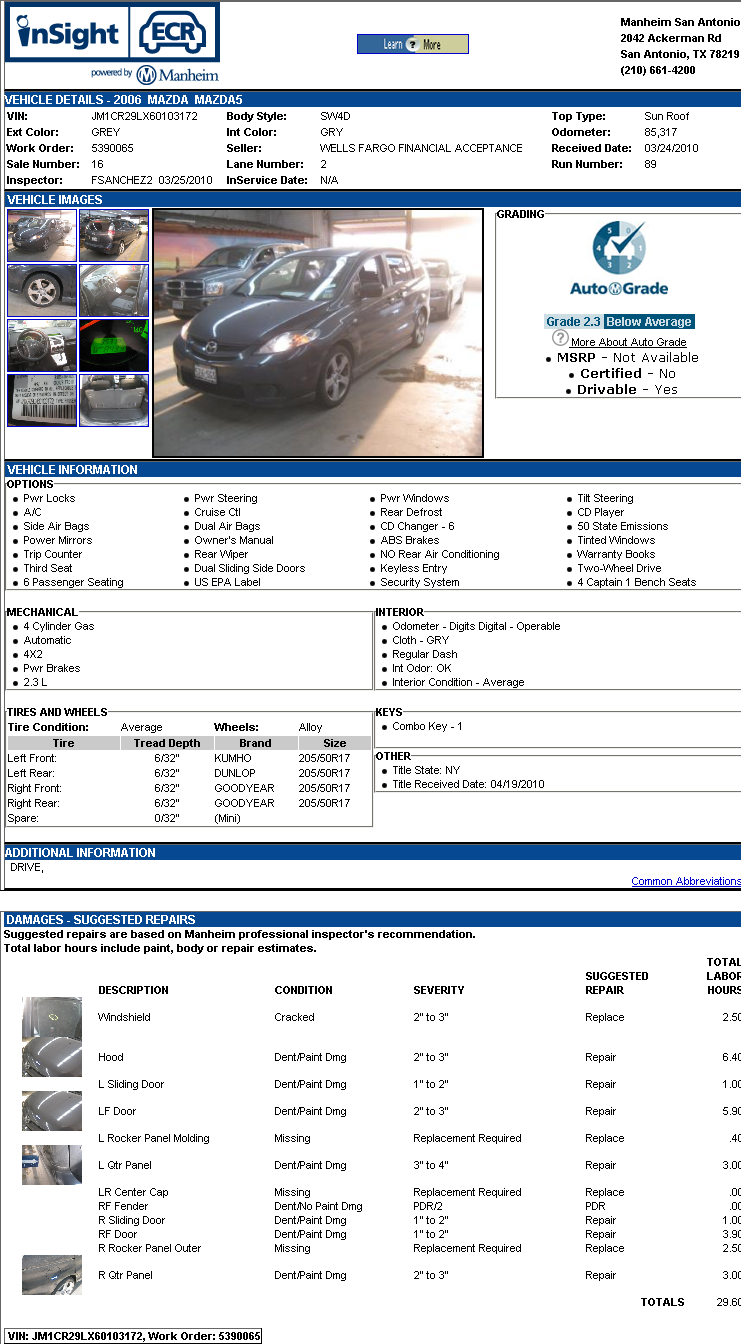 inSight ECR
powered by Manheim
Learn ? More
Manheim San Antonio
2042 Ackerman Rd
San Antonio, TX 78219
(210) 661-4200
VEHICLE DETAILS - 2006 MAZDA MAZDA5
VIN: JM1CR29LX60103172 Body Style: SW4D Top Type: Sun Roof
Ext Color: GREY Int Color: GRY Odometer: 85,317
Work Order: 5390065 Seller: WELLS FARGO FINANCIAL ACCEPTANCE Received Date: 03/24/2010
Sale Number: 16 Lane Number: 2 Run Number: 89
Inspector: FSANCHEZ2 03/25/2010 InService Date: N/A
VEHICLE IMAGES
GRADING
5 4 3 2 1 0
Auto Grade
Grade 2.3 Below Average
? More About Auto Grade
• MSRP - Not Available
• Certified - No
• Drivable - Yes
VEHICLE INFORMATION
OPTIONS
• Pwr Locks • Pwr Steering • Pwr Windows • Tilt Steering
• A/C • Cruise Ctl • Rear Defrost • CD Player
• Side Air Bags • Dual Air Bags • CD Changer - 6 • 50 State Emissions
• Power Mirrors • Owner's Manual • ABS Brakes • Tinted Windows
• Trip Counter • Rear Wiper • NO Rear Air Conditioning • Warranty Books
• Third Seat • Dual Sliding Side Doors • Keyless Entry • Two-Wheel Drive
• 6 Passenger Seating • US EPA Label • Security System • 4 Captain 1 Bench Seats
MECHANICAL
• 4 Cylinder Gas
• Automatic
• 4X2
• Pwr Brakes
• 2.3 L
INTERIOR
• Odometer - Digits Digital - Operable
• Cloth - GRY
• Regular Dash
• Int Odor: OK
• Interior Condition - Average
TIRES AND WHEELS
Tire Condition: Average Wheels: Alloy
Tire Tread Depth Brand Size
Left Front: 6/32" KUMHO 205/50R17
Left Rear: 6/32" DUNLOP 205/50R17
Right Front: 6/32" GOODYEAR 205/50R17
Right Rear: 6/32" GOODYEAR 205/50R17
Spare: 0/32" (Mini)
KEYS
• Combo Key - 1
OTHER
• Title State: NY
• Title Received Date: 04/19/2010
ADDITIONAL INFORMATION
DRIVE,
Common Abbreviations
DAMAGES - SUGGESTED REPAIRS
Suggested repairs are based on Manheim professional inspector's recommendation.
Total labor hours include paint, body or repair estimates.
DESCRIPTION CONDITION SEVERITY SUGGESTED REPAIR TOTAL LABOR HOURS
Windshield Cracked 2" to 3" Replace 2.50
Hood Dent/Paint Dmg 2" to 3" Repair 6.40
L Sliding Door Dent/Paint Dmg 1" to 2" Repair 1.00
LF Door Dent/Paint Dmg 2" to 3" Repair 5.90
L Rocker Panel Molding Missing Replacement Required Replace .40
L Qtr Panel Dent/Paint Dmg 3" to 4" Repair 3.00
LR Center Cap Missing Replacement Required Replace .00
RF Fender Dent/No Paint Dmg PDR/2 PDR .00
R Sliding Door Dent/Paint Dmg 1" to 2" Repair 1.00
RF Door Dent/Paint Dmg 1" to 2" Repair 3.90
R Rocker Panel Outer Missing Replacement Required Replace 2.50
R Qtr Panel Dent/Paint Dmg 2" to 3" Repair 3.00
TOTALS 29.60
VIN: JM1CR29LX60103172, Work Order: 5390065